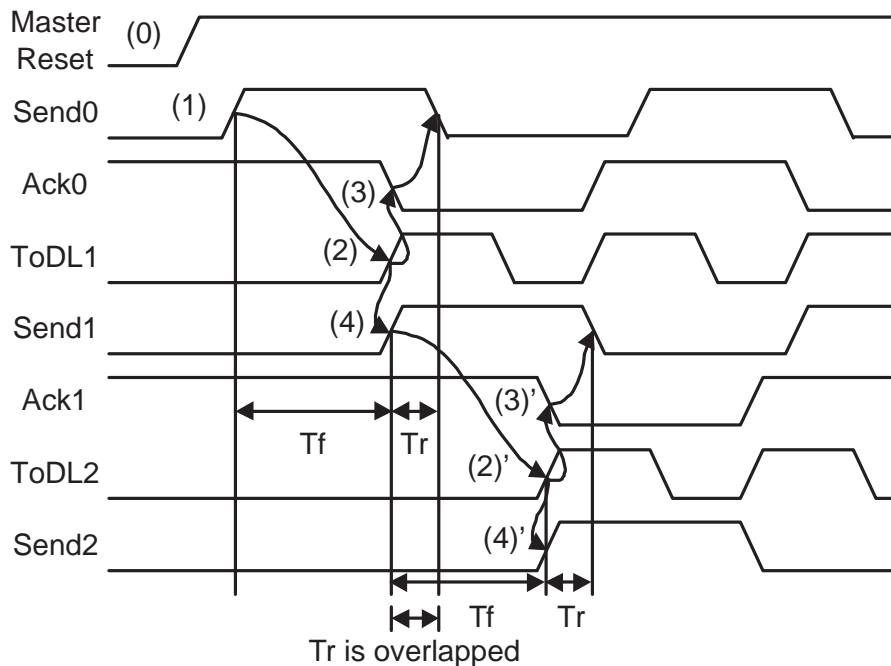 Master
Reset
(0)
Send0
(1)
Ack0
(3)
ToDL1
(2)
Send1
(4)
Ack1
Tf
Tr
(3)’
ToDL2
(2)’
Send2
(4)’
Tf
Tr
Tr is overlapped